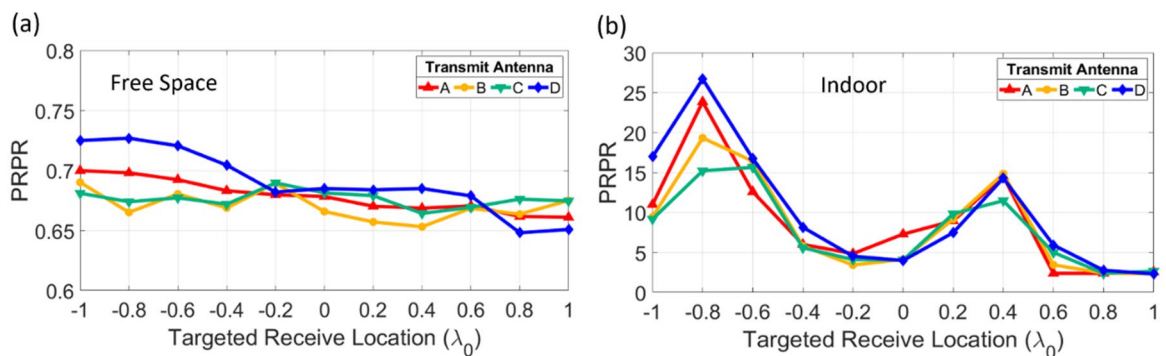 (a)
0.8
0.75
0.7
0.65
0.6
PRPR
Free Space
Transmit Antenna
A B C D
-1 -0.8 -0.6 -0.4 -0.2 0 0.2 0.4 0.6 0.8 1
Targeted Receive Location (λ0)
(b)
30
25
20
15
10
5
0
PRPR
Indoor
Transmit Antenna
A B C D
-1 -0.8 -0.6 -0.4 -0.2 0 0.2 0.4 0.6 0.8 1
Targeted Receive Location (λ0)